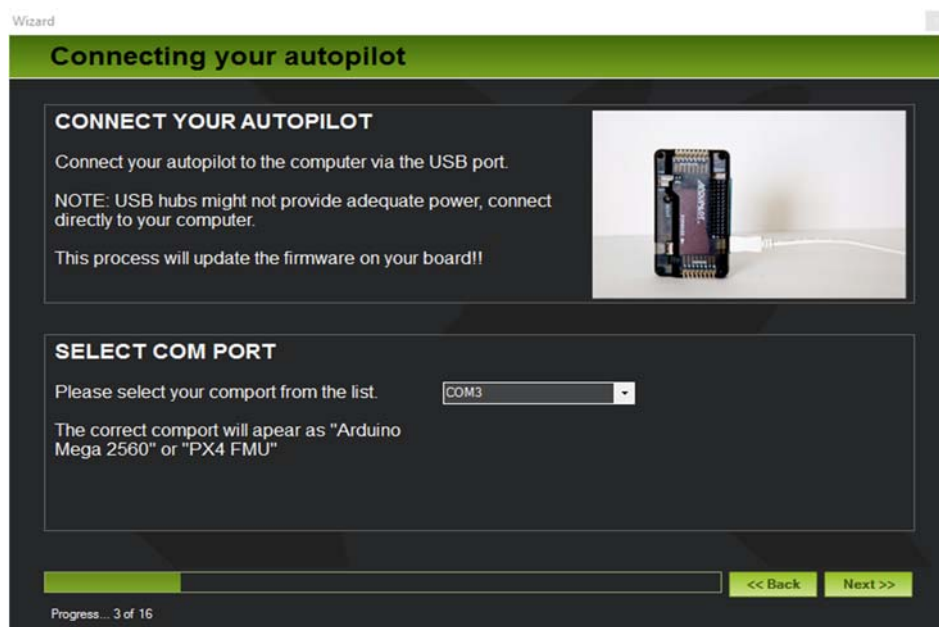 Wizard
Connecting your autopilot
CONNECT YOUR AUTOPILOT
Connect your autopilot to the computer via the USB port.
NOTE: USB hubs might not provide adequate power, connect
directly to your computer.
This process will update the firmware on your board!!
SELECT COM PORT
Please select your comport from the list.
COM3
The correct comport will apear as "Arduino
Mega 2560" or "PX4 FMU"
<< Back
Next >>
Progress... 3 of 16